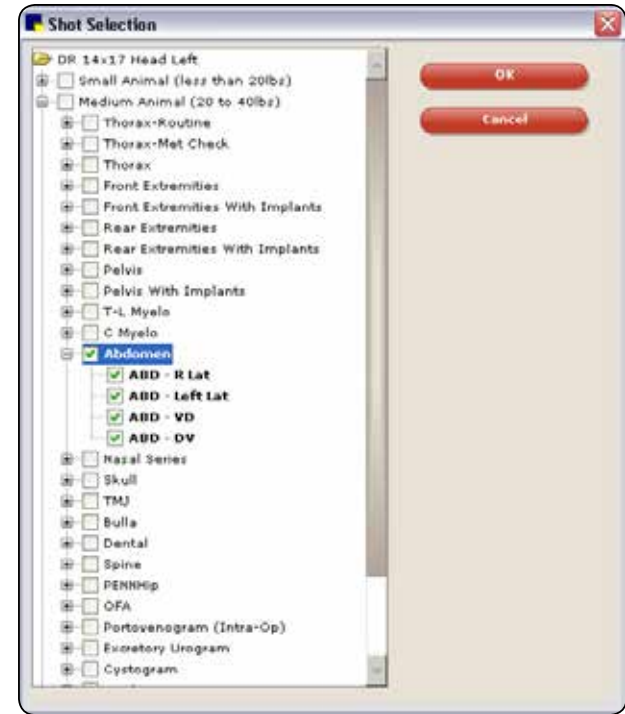 Shot Selection
DR 14x17 Head Left
Small Animal (less than 20lbs)
Medium Animal (20 to 40lbs)
Thorax-Routine
Thorax-Met Check
Thorax
Front Extremities
Front Extremities With Implants
Rear Extremities
Rear Extremities With Implants
Pelvis
Pelvis With Implants
T-L Myelo
C Myelo
Abdomen
ABD - R Lat
ABD - Left Lat
ABD - VD
ABD - DV
Nasal Series
Skull
TMJ
Bulla
Dental
Spine
PENNHip
OFA
Portovenogram (Intra-Op)
Excretory Urogram
Cystogram
OK
Cancel